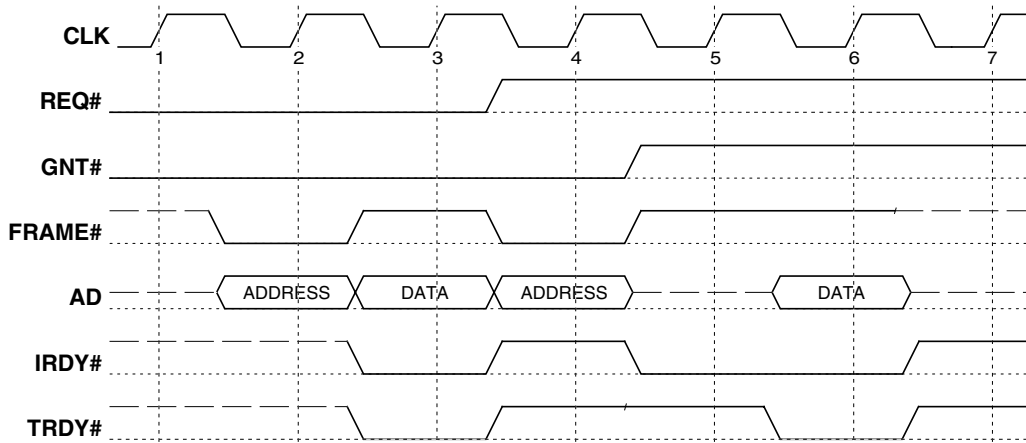 CLK
1 2 3 4 5 6 7
REQ#
GNT#
FRAME#
AD ADDRESS DATA ADDRESS DATA
IRDY#
TRDY#